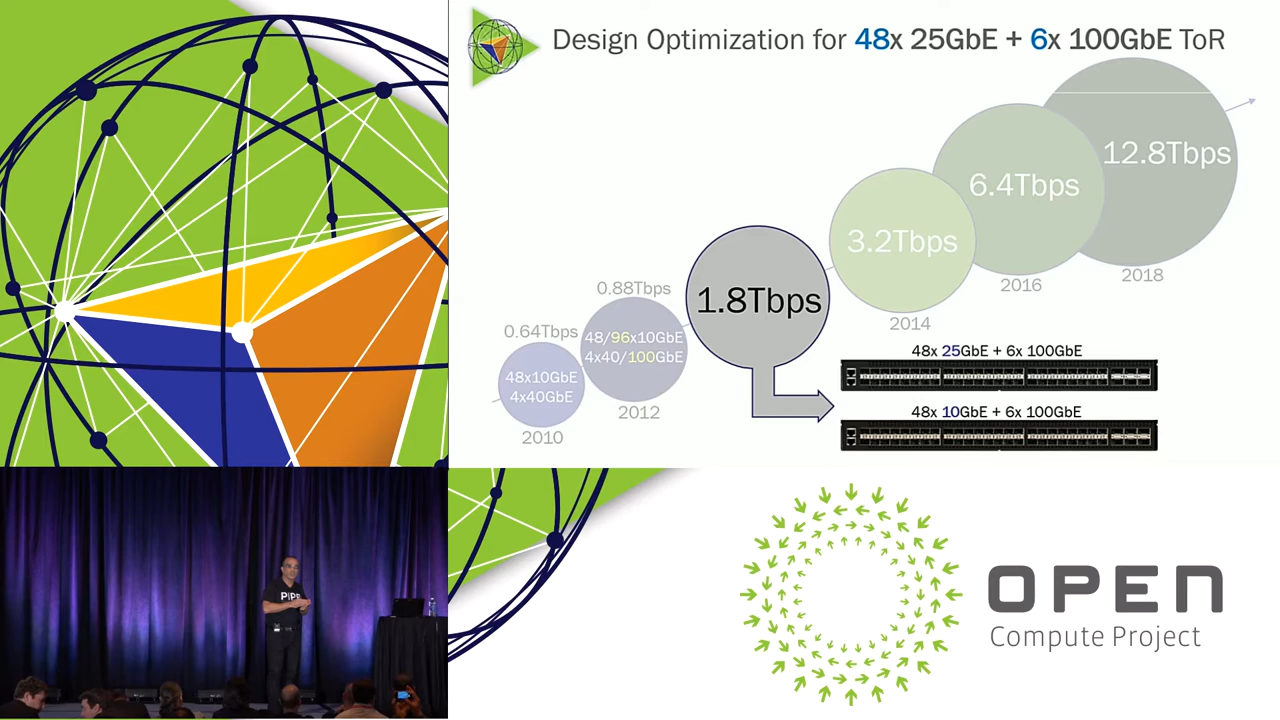 Design Optimization for 48x 25GbE + 6x 100GbE ToR
12.8Tbps
6.4Tbps
3.2Tbps
2018
2016
0.88Tbps
1.8Tbps
0.64Tbps
48/96x10GbE
4x40/100GbE
2014
48x 25GbE + 6x 100GbE
48x10GbE
4x40GbE
2012
48x 10GbE + 6x 100GbE
2010
OPEN
Compute Project